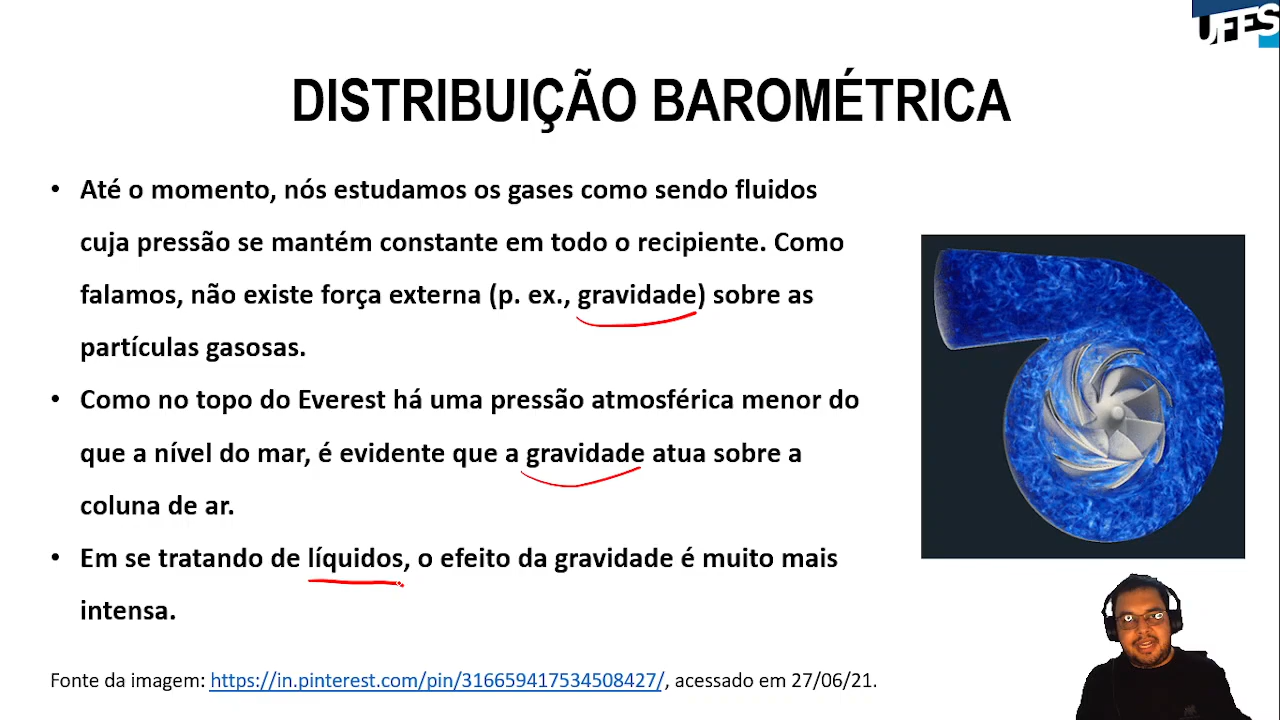 UFES
DISTRIBUIÇÃO BAROMÉTRICA
• Até o momento, nós estudamos os gases como sendo fluidos
cuja pressão se mantém constante em todo o recipiente. Como
falamos, não existe força externa (p. ex., gravidade) sobre as
partículas gasosas.
• Como no topo do Everest há uma pressão atmosférica menor do
que a nível do mar, é evidente que a gravidade atua sobre a
coluna de ar.
• Em se tratando de líquidos, o efeito da gravidade é muito mais
intensa.
Fonte da imagem: https://in.pinterest.com/pin/316659417534508427/, acessado em 27/06/21.